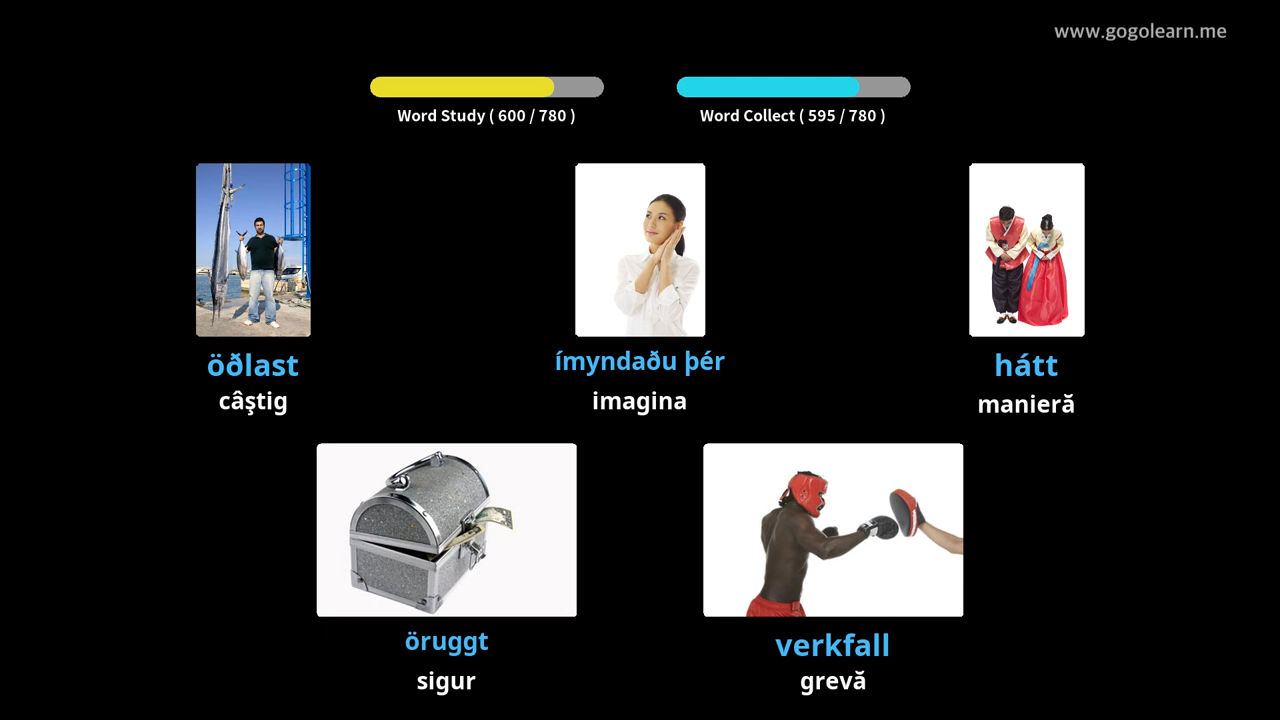 www.gogolearn.me
Word Study ( 600 / 780 )
Word Collect ( 595 / 780 )
öðlast
ímyndaðu þér
hátt
câştig
imagina
manieră
öruggt
verkfall
sigur
grevă